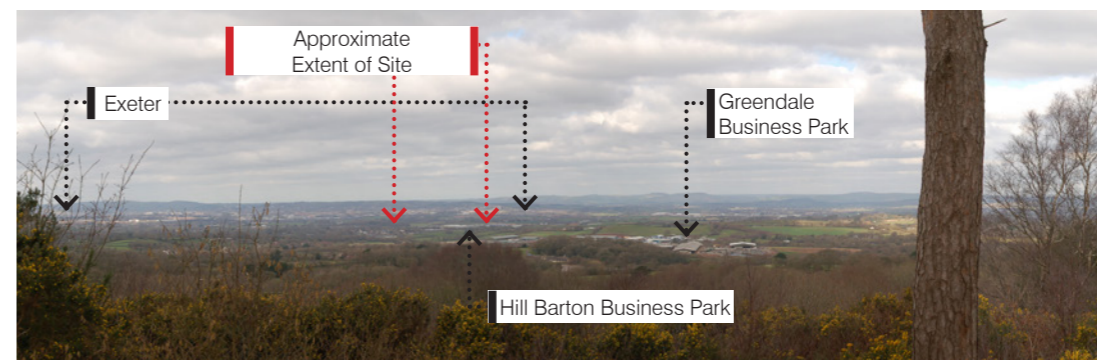 Approximate
Extent of Site
Exeter
Greendale
Business Park
Hill Barton Business Park